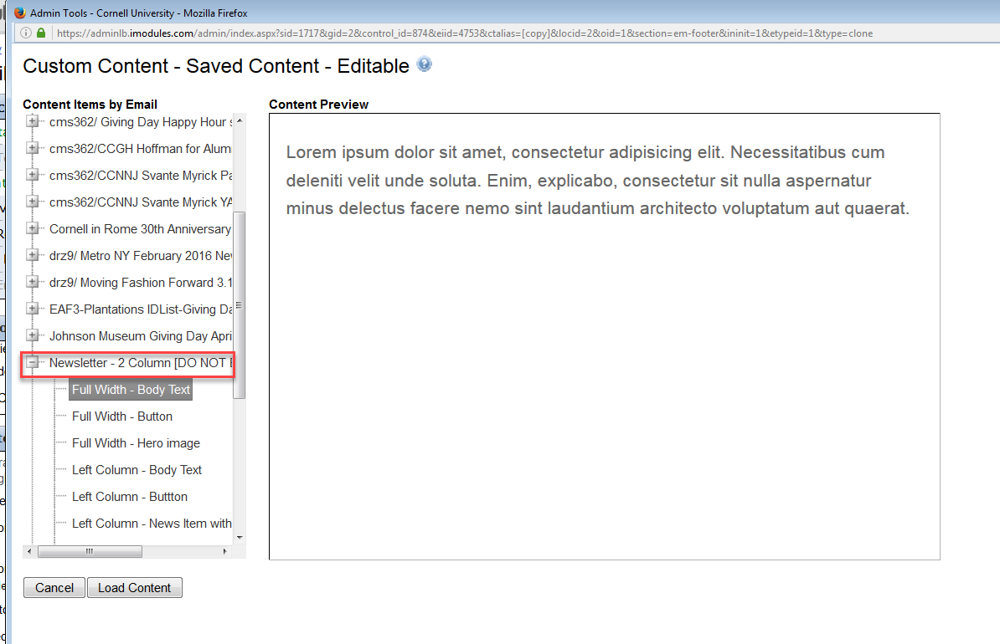 Admin Tools - Cornell University - Mozilla Firefox
https://adminlb.imodules.com/admin/index.aspx?sid=1717&gid=2&control_id=874&eiid=4753&ctalias=[copy]&locid=2&oid=1&section=em-footer&ininit=1&etypeid=1&type=clone
Custom Content - Saved Content - Editable
Content Items by Email
cms362/ Giving Day Happy Hour
cms362/CCGH Hoffman for Alum
cms362/CCNNJ Svante Myrick Pa
cms362/CCNNJ Svante Myrick YA
Cornell in Rome 30th Anniversary
drz9/ Metro NY February 2016 Ne
drz9/ Moving Fashion Forward 3.1
EAF3-Plantations IDList-Giving Da
Johnson Museum Giving Day Apri
Newsletter - 2 Column [DO NOT
Full Width - Body Text
Full Width - Button
Full Width - Hero image
Left Column - Body Text
Left Column - Buttton
Left Column - News Item with
Cancel
Load Content
Content Preview
Lorem ipsum dolor sit amet, consectetur adipisicing elit. Necessitatibus cum
deleniti velit unde soluta. Enim, explicabo, consectetur sit nulla aspernatur
minus delectus facere nemo sint laudantium architecto voluptatum aut quaerat.